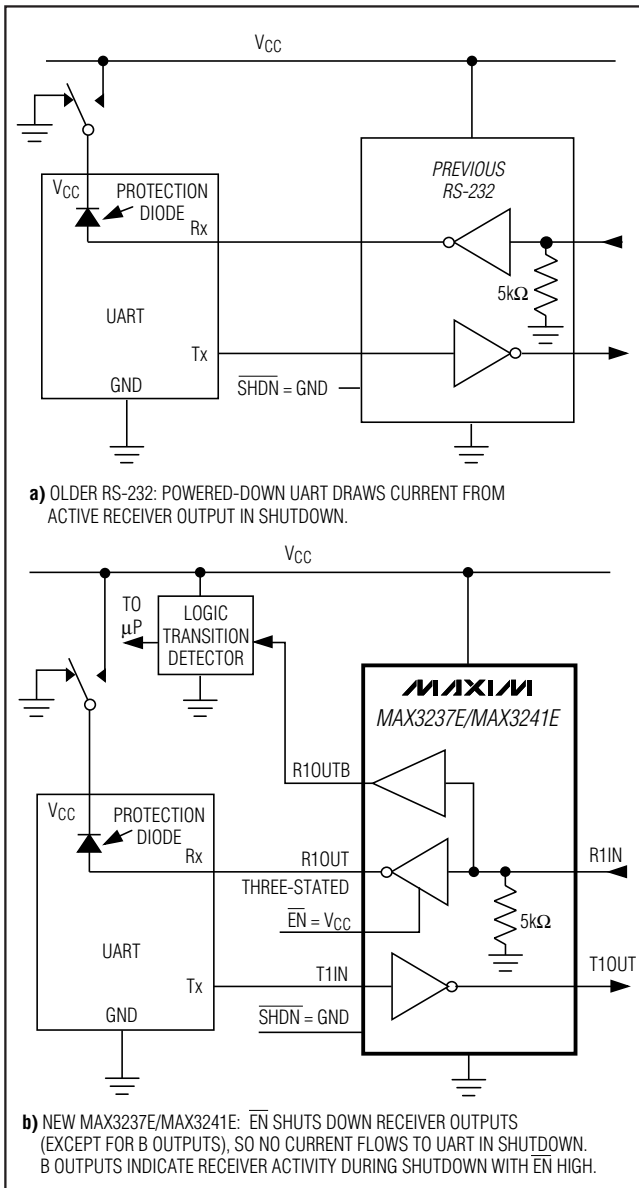 VCC
PREVIOUS
RS-232
VCC
PROTECTION
DIODE
Rx
5kΩ
UART
Tx
GND
SHDN = GND
a) OLDER RS-232: POWERED-DOWN UART DRAWS CURRENT FROM
ACTIVE RECEIVER OUTPUT IN SHUTDOWN.
VCC
TO
µP
LOGIC
TRANSITION
DETECTOR
MAXIM
MAX3237E/MAX3241E
R1OUTB
VCC
PROTECTION
DIODE
Rx
R1OUT
R1IN
THREE-STATED
EN = VCC
5kΩ
UART
Tx
T1IN
T1OUT
GND
SHDN = GND
b) NEW MAX3237E/MAX3241E: EN SHUTS DOWN RECEIVER OUTPUTS
(EXCEPT FOR B OUTPUTS), SO NO CURRENT FLOWS TO UART IN SHUTDOWN.
B OUTPUTS INDICATE RECEIVER ACTIVITY DURING SHUTDOWN WITH EN HIGH.